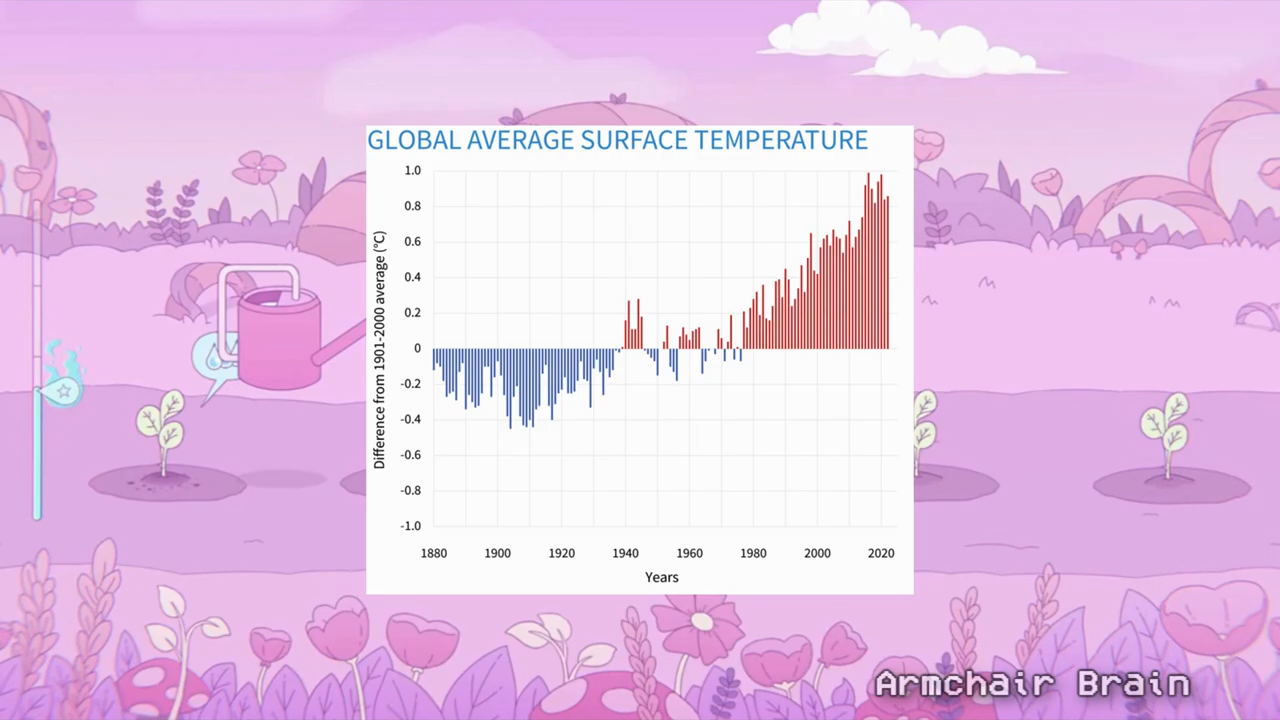 GLOBAL AVERAGE SURFACE TEMPERATURE
Difference from 1901-2000 average (°C)
1.0
0.8
0.6
0.4
0.2
0
-0.2
-0.4
-0.6
-0.8
-1.0
1880 1900 1920 1940 1960 1980 2000 2020
Years
Armchair Brain